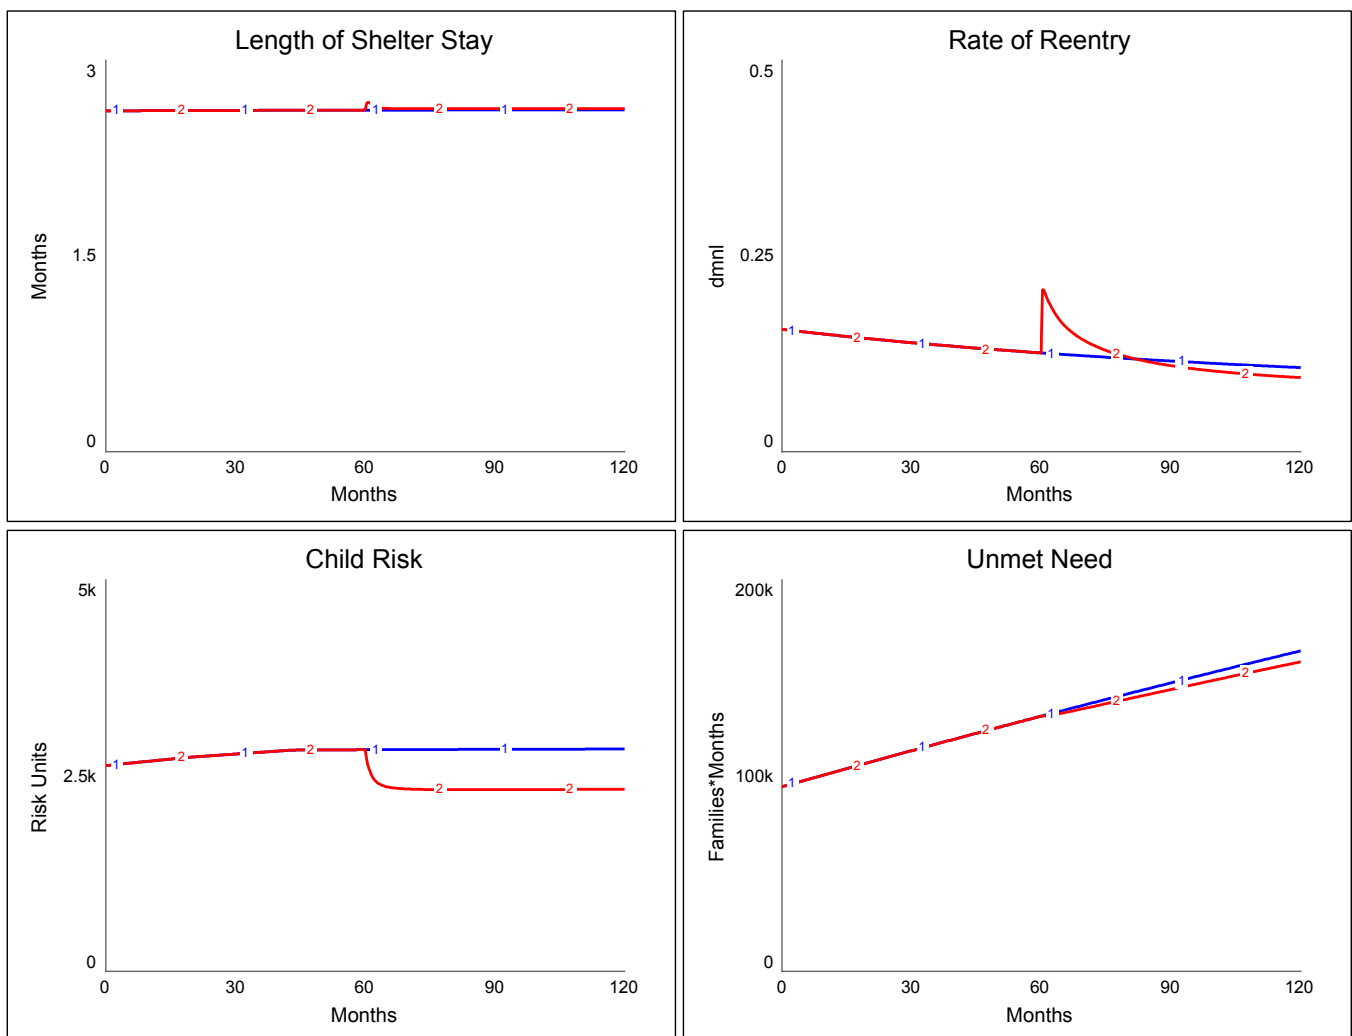 Length of Shelter Stay
3
1.5
0
Months
1 2 1 2 1 2 1 2
0 30 60 90 120
Months
Rate of Reentry
0.5
0.25
0
dmnl
1 2 1 2 1 2 1 2
0 30 60 90 120
Months
Child Risk
5k
2.5k
0
Risk Units
1 2 1 2 1 2 1 2
0 30 60 90 120
Months
Unmet Need
200k
100k
0
Families*Months
1 2 1 2 1 2 1 2
0 30 60 90 120
Months